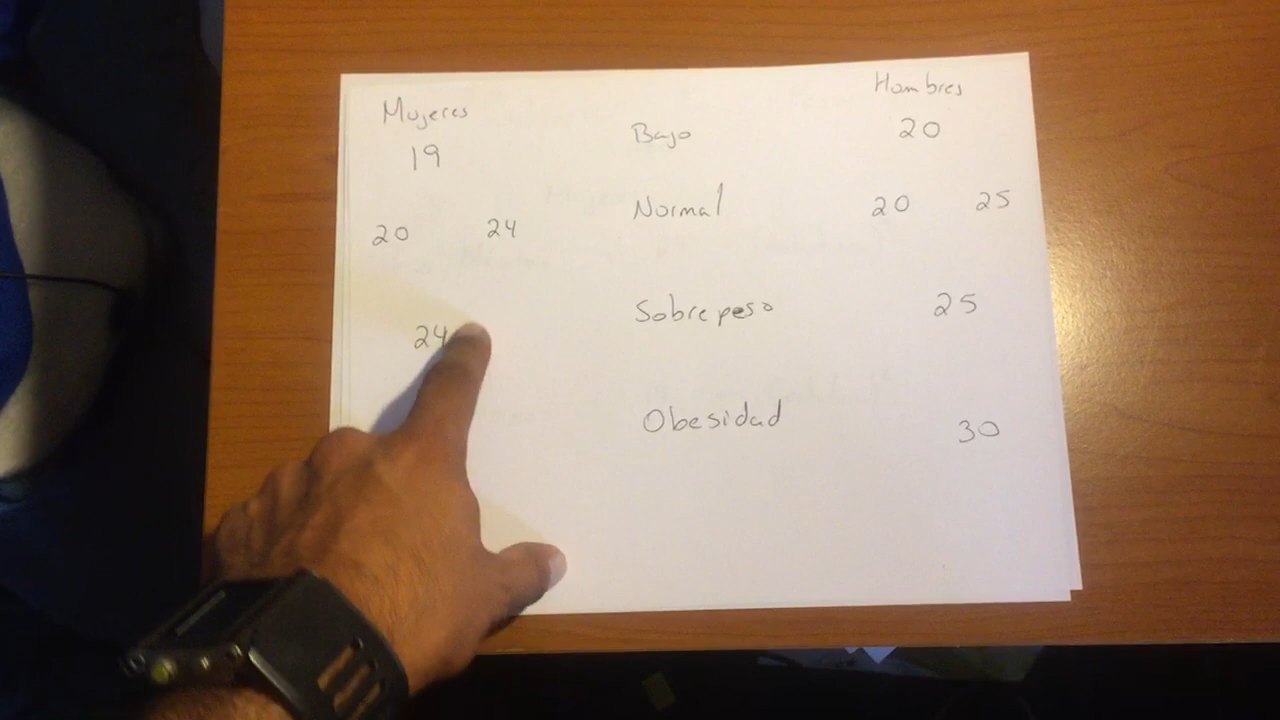 Mujeres Hombres
19 Bajo 20
20 24 Normal 20 25
24 Sobrepeso 25
Obesidad 30